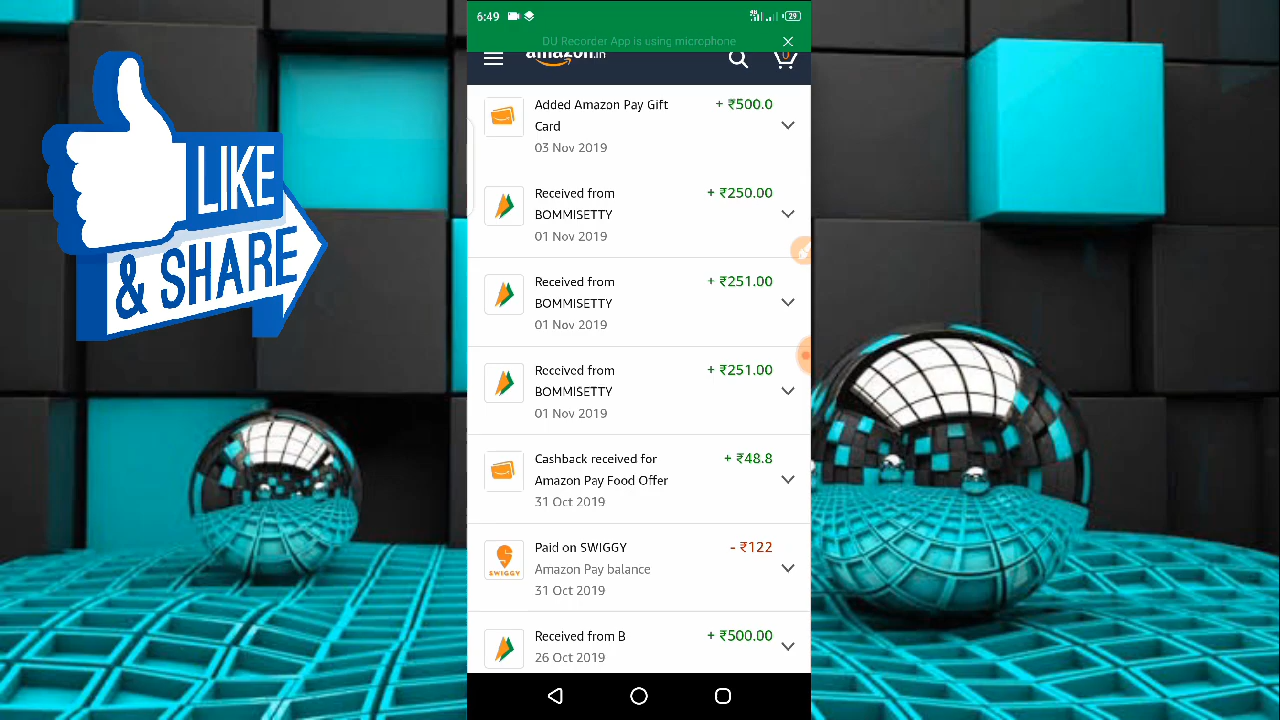 6:49
29
DU Recorder App is using microphone
amazon.in
0
LIKE
& SHARE
Added Amazon Pay Gift
Card
+ ₹500.0
03 Nov 2019
Received from
BOMMISETTY
+ ₹250.00
01 Nov 2019
Received from
BOMMISETTY
+ ₹251.00
01 Nov 2019
Received from
BOMMISETTY
+ ₹251.00
01 Nov 2019
Cashback received for
Amazon Pay Food Offer
+ ₹48.8
31 Oct 2019
SWIGGY
Paid on SWIGGY
- ₹122
Amazon Pay balance
31 Oct 2019
Received from B
+ ₹500.00
26 Oct 2019